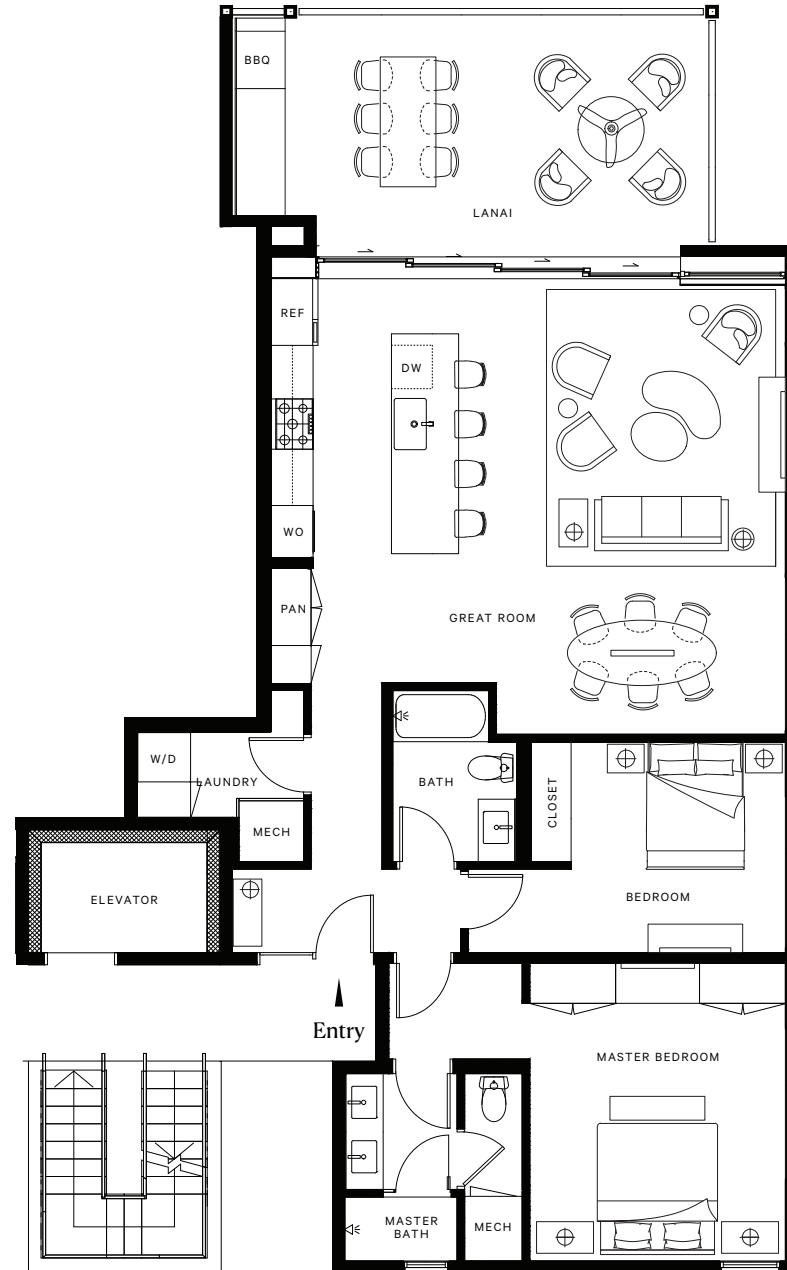 BBQ
LANAI
REF
DW
WO
PAN
GREAT ROOM
W/D
LAUNDRY
BATH
CLOSET
MECH
ELEVATOR
BEDROOM
Entry
MASTER BEDROOM
MASTER
BATH
MECH